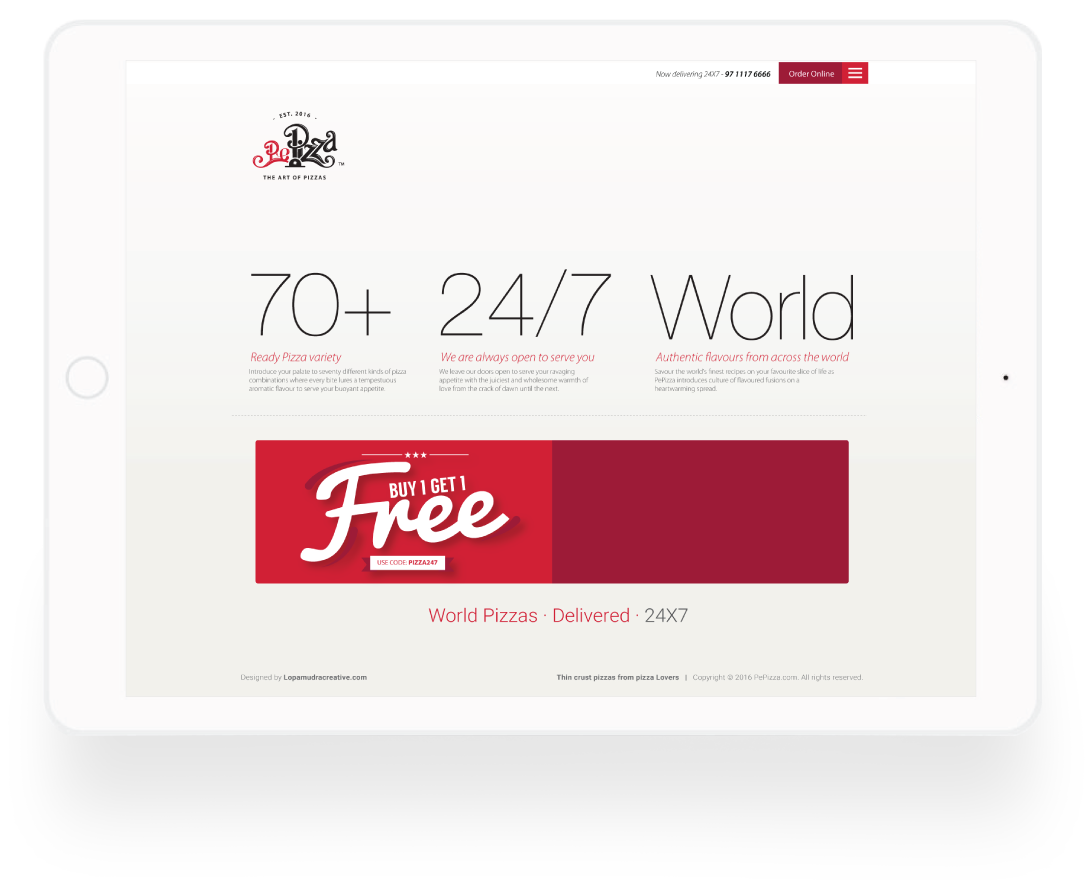 Now delivering 24X7 - 97 1117 6666 Order Online
· EST. 2016 ·
PePizza ™
THE ART OF PIZZAS
70+ 24/7 World
Ready Pizza variety
Introduce your palate to seventy different kinds of pizza
combinations where every bite lures a tempestuous
aromatic flavour to serve your buoyant appetite.
We are always open to serve you
We leave our doors open to serve your ravaging
appetite with the juiciest and wholesome warmth of
love from the crack of dawn until the next.
Authentic flavours from across the world
Savour the world's finest recipes on your favourite slice of life as
PePizza introduces culture of flavoured fusions on a
heartwarming spread.
BUY 1 GET 1
Free
USE CODE: PIZZA247
World Pizzas · Delivered · 24X7
Designed by Lopamudracreative.com
Thin crust pizzas from pizza Lovers | Copyright © 2016 PePizza.com. All rights reserved.